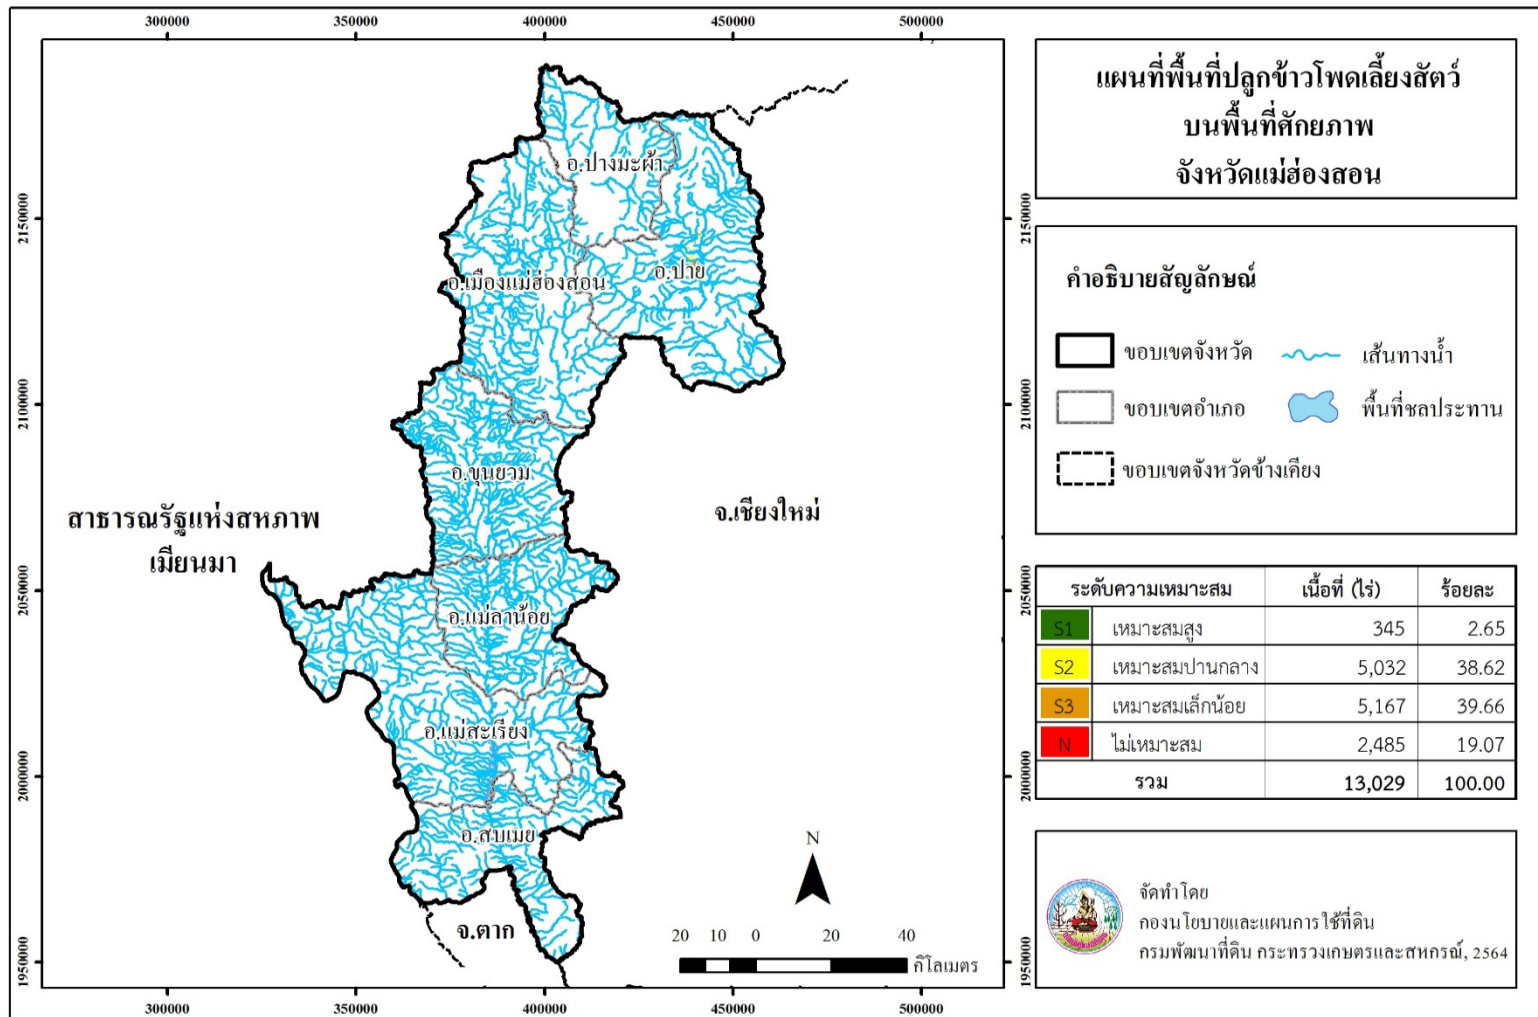 300000 350000 400000 450000 500000
แผนที่พื้นที่ปลูกข้าวโพดเลี้ยงสัตว์
บนพื้นที่ศักยภาพ
จังหวัดแม่ฮ่องสอน
อ.ปางมะผ้า
2150000 2150000
อ.ปาย
อ.เมืองแม่ฮ่องสอน
คำอธิบายสัญลักษณ์
ขอบเขตจังหวัด เส้นทางน้ำ
ขอบเขตอำเภอ พื้นที่ชลประทาน
ขอบเขตจังหวัดข้างเคียง
2100000 2100000
อ.ขุนยวม
จ.เชียงใหม่
สาธารณรัฐแห่งสหภาพ
เมียนมา
2050000 2050000
อ.แม่ลาน้อย
อ.แม่สะเรียง
ระดับความเหมาะสม เนื้อที่ (ไร่) ร้อยละ
S1 เหมาะสมสูง 345 2.65
S2 เหมาะสมปานกลาง 5,032 38.62
S3 เหมาะสมเล็กน้อย 5,167 39.66
N ไม่เหมาะสม 2,485 19.07
รวม 13,029 100.00
2000000 2000000
อ.สบเมย
N
จ.ตาก
20 10 0 20 40
กิโลเมตร
1950000 1950000
จัดทำโดย
กองนโยบายและแผนการใช้ที่ดิน
กรมพัฒนาที่ดิน กระทรวงเกษตรและสหกรณ์, 2564
300000 350000 400000 450000 500000